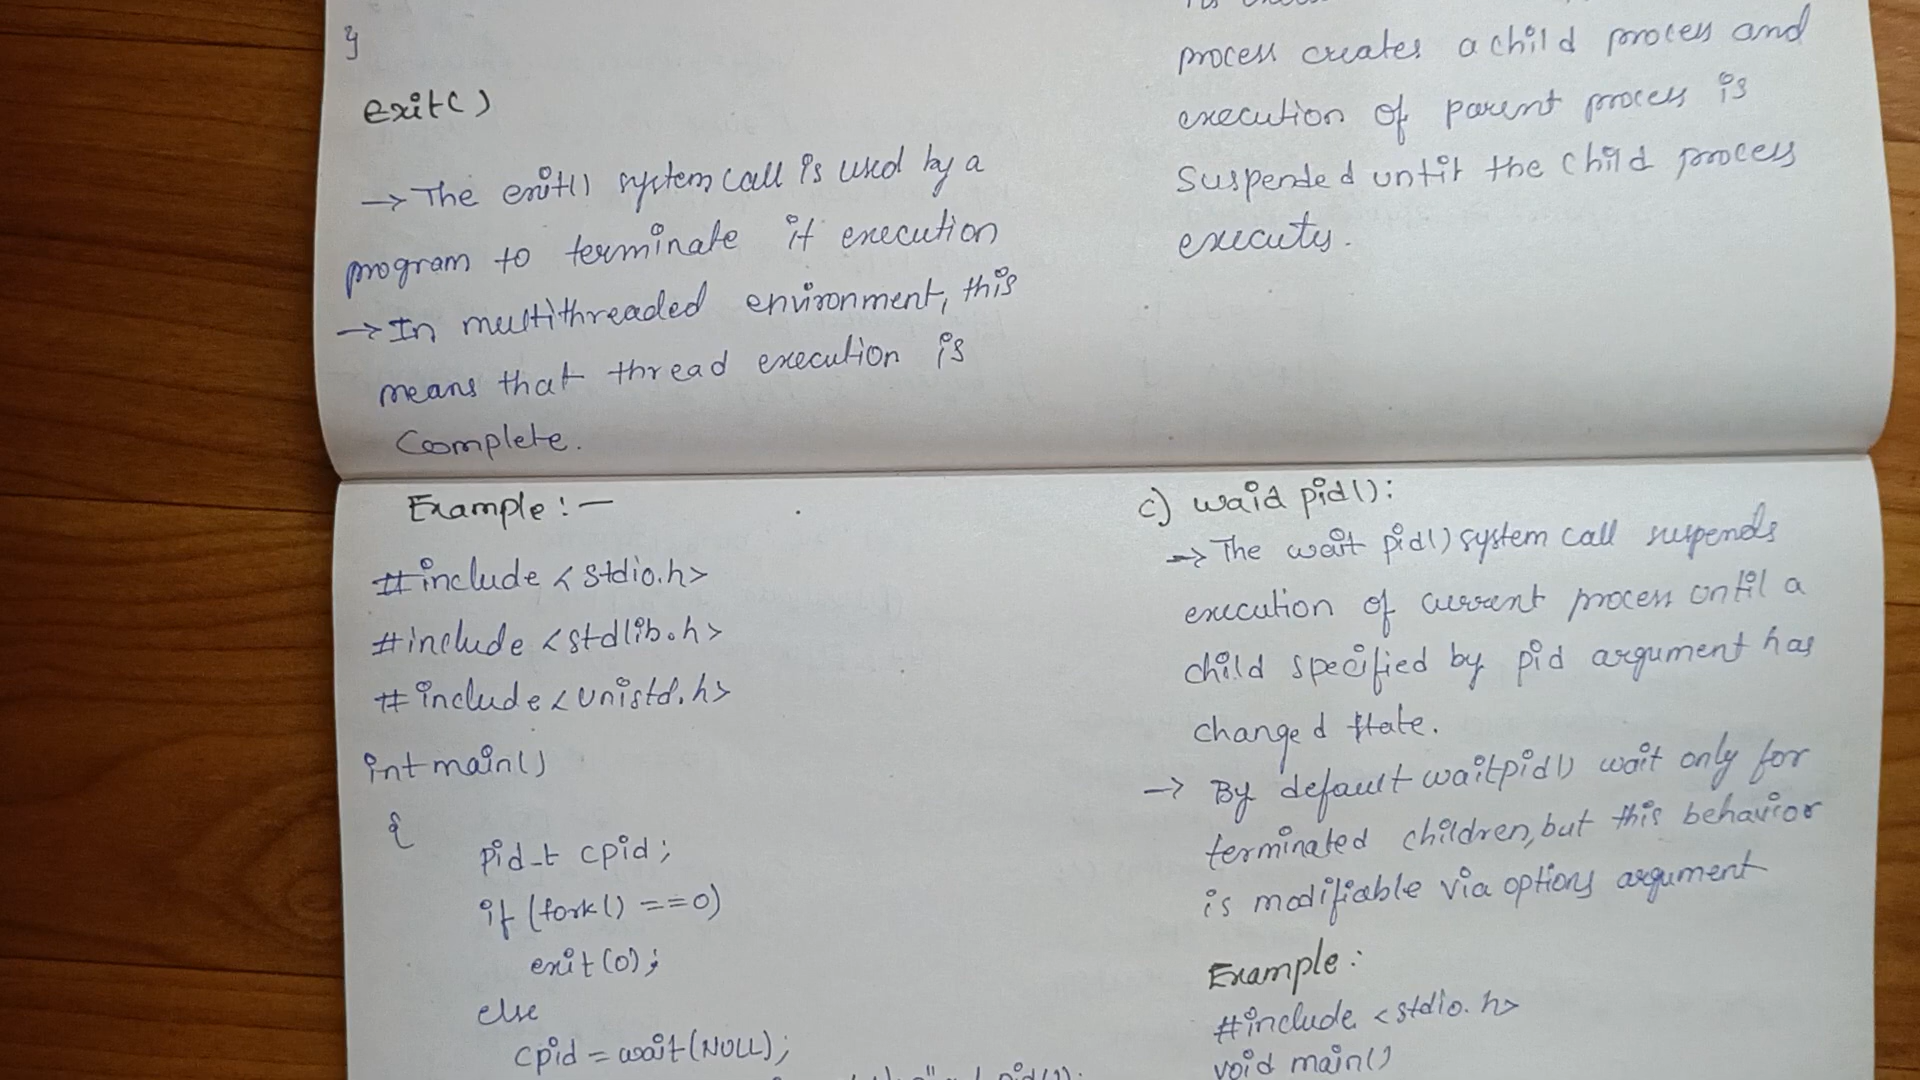 }
exit()
→ The exit() system call is used by a
program to terminate it execution
→ In multithreaded environment, this
means that thread execution is
Complete.
Example :-
#include <stdio.h>
#include <stdlib.h>
#include <unistd.h>
int main()
{
pid_t cpid;
if (fork() ==0)
exit(0);
else
cpid = wait(NULL);
process creates a child process and
execution of parent process is
Suspended until the child process
executes.
c) waid pid():
→ The wait pid() system call suspends
execution of current process until a
child specified by pid argument has
changed state.
→ By default waitpid() wait only for
terminated children, but this behavior
is modifiable via options argument
Example:
#include <stdio.h>
void main()